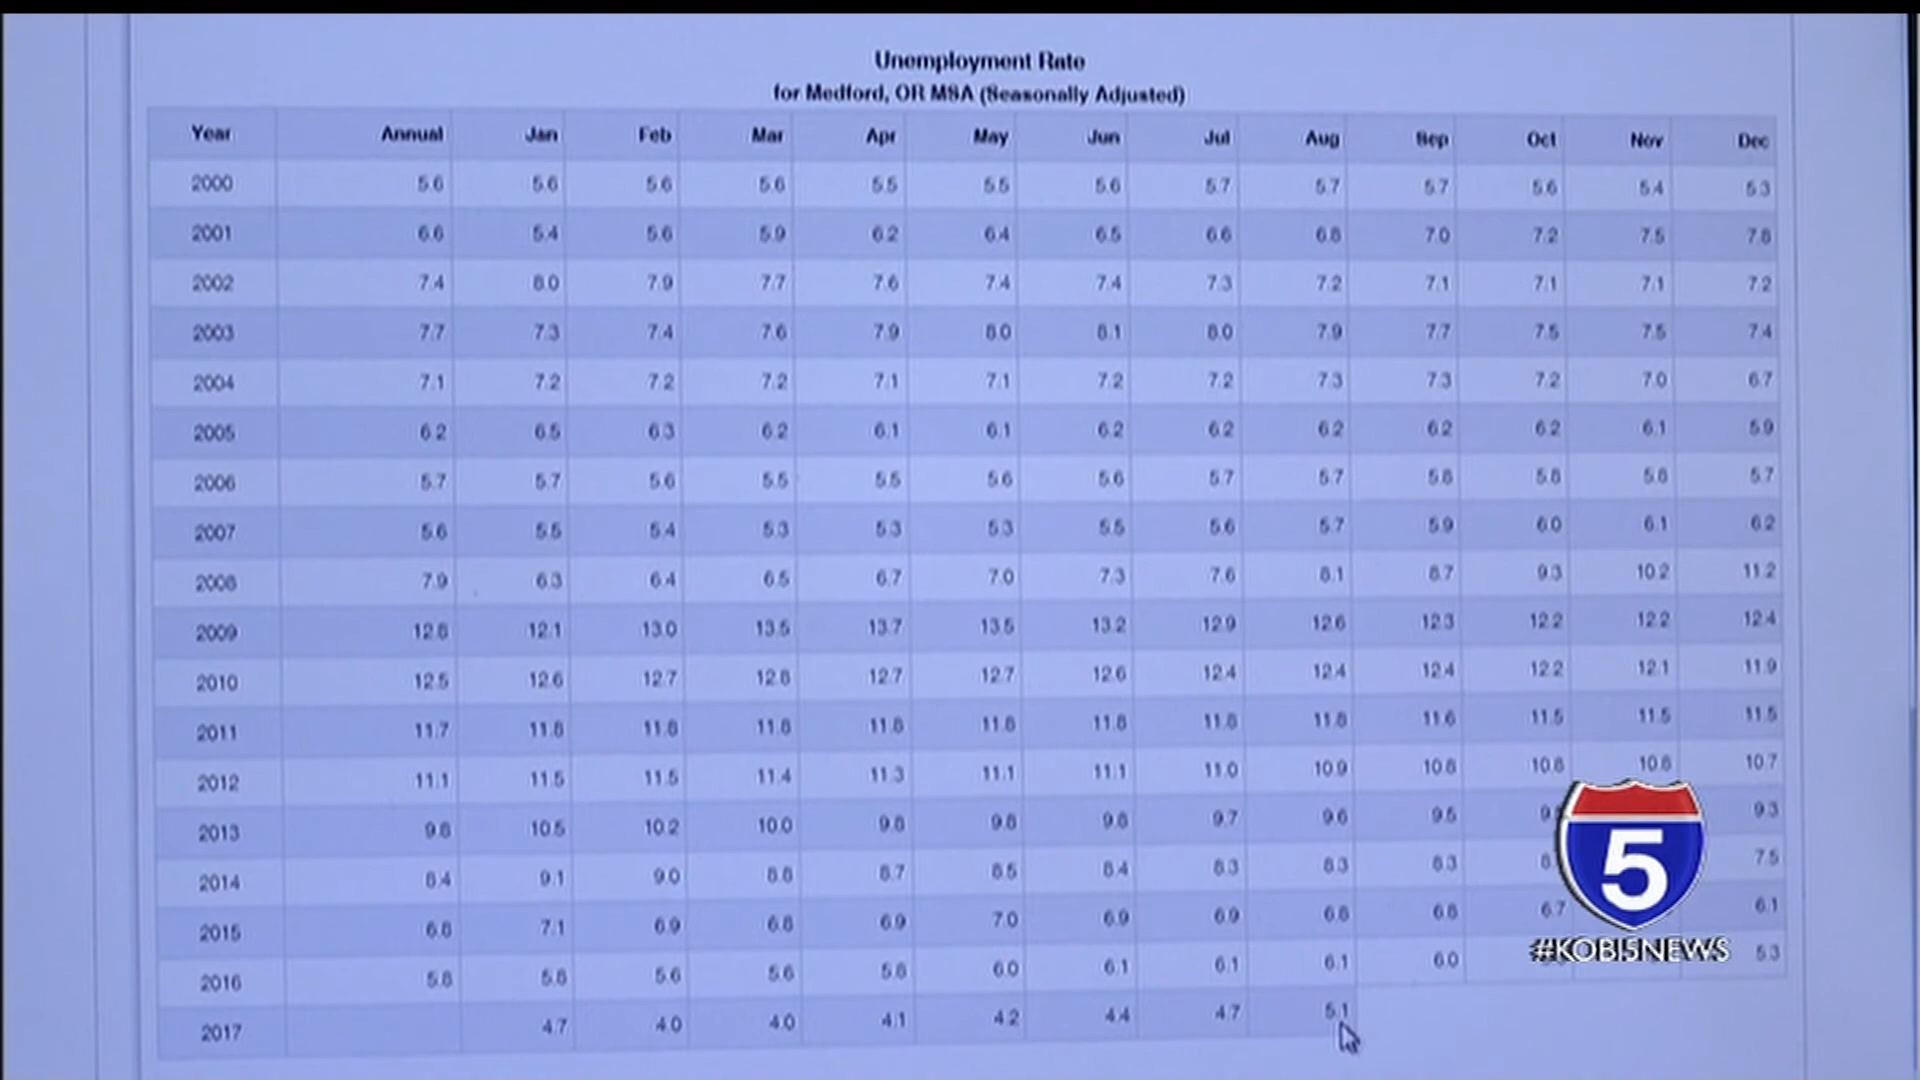 Unemployment Rate
for Medford, OR MSA (Seasonally Adjusted)
Year Annual Jan Feb Mar Apr May Jun Jul Aug Sep Oct Nov Dec
2000 5.6 5.6 5.6 5.6 5.5 5.5 5.6 5.7 5.7 5.7 5.6 5.4 5.3
2001 6.6 5.4 5.6 5.9 6.2 6.4 6.5 6.6 6.8 7.0 7.2 7.5 7.8
2002 7.4 8.0 7.9 7.7 7.6 7.4 7.4 7.3 7.2 7.1 7.1 7.1 7.2
2003 7.7 7.3 7.4 7.6 7.9 8.0 8.1 8.0 7.9 7.7 7.5 7.5 7.4
2004 7.1 7.2 7.2 7.2 7.1 7.1 7.2 7.2 7.3 7.3 7.2 7.0 6.7
2005 6.2 6.5 6.3 6.2 6.1 6.1 6.2 6.2 6.2 6.2 6.2 6.1 5.9
2006 5.7 5.7 5.6 5.5 5.5 5.6 5.6 5.7 5.7 5.8 5.8 5.8 5.7
2007 5.6 5.5 5.4 5.3 5.3 5.3 5.5 5.6 5.7 5.9 6.0 6.1 6.2
2008 7.9 6.3 6.4 6.5 6.7 7.0 7.3 7.6 8.1 8.7 9.3 10.2 11.2
2009 12.8 12.1 13.0 13.5 13.7 13.5 13.2 12.9 12.6 12.3 12.2 12.2 12.4
2010 12.5 12.6 12.7 12.8 12.7 12.7 12.6 12.4 12.4 12.4 12.2 12.1 11.9
2011 11.7 11.8 11.8 11.8 11.8 11.8 11.8 11.8 11.8 11.6 11.5 11.5 11.5
2012 11.1 11.5 11.5 11.4 11.3 11.1 11.1 11.0 10.9 10.8 10.8 10.8 10.7
2013 9.8 10.5 10.2 10.0 9.8 9.8 9.8 9.7 9.6 9.5 9.3
2014 8.4 9.1 9.0 8.8 8.7 8.5 8.4 8.3 8.3 8.3 7.5
2015 6.8 7.1 6.9 6.8 6.9 7.0 6.9 6.9 6.8 6.8 6.7 6.1
2016 5.8 5.8 5.6 5.6 5.8 6.0 6.1 6.1 6.1 6.0 5.3
2017 4.7 4.0 4.0 4.1 4.2 4.4 4.7 5.1
5
#KOBI5NEWS